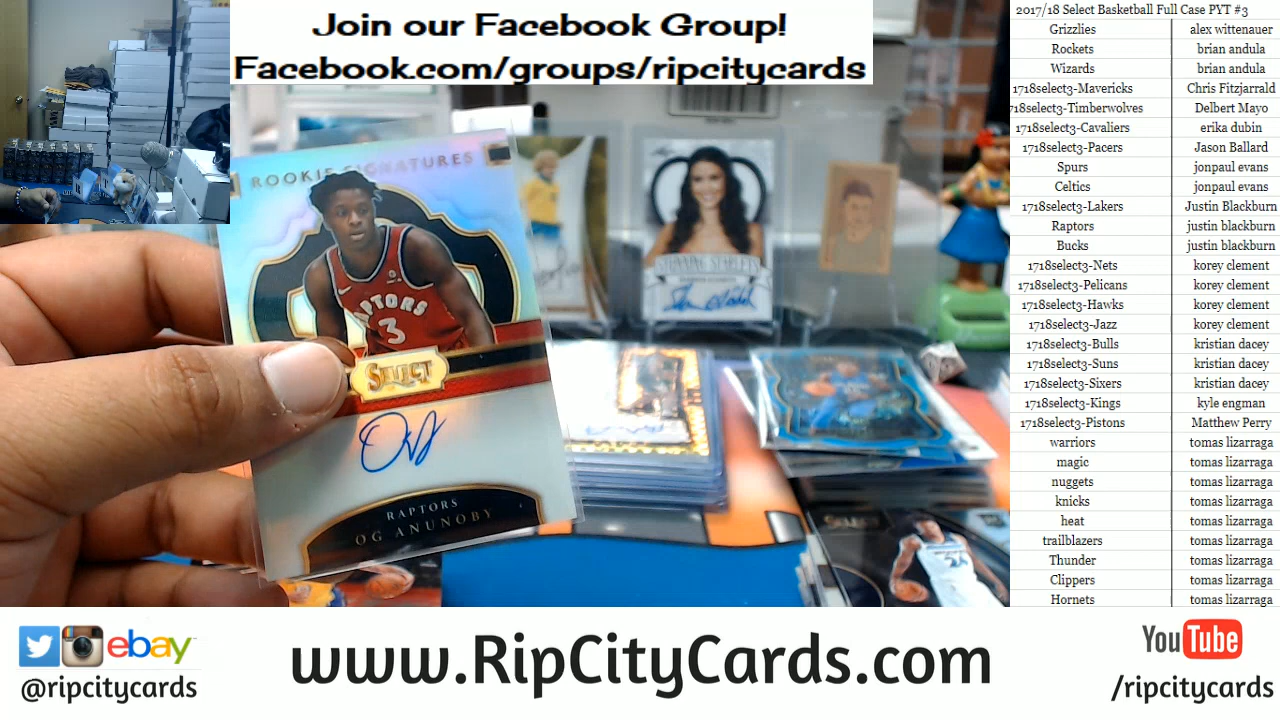 Join our Facebook Group!
Facebook.com/groups/ripcitycards
2017/18 Select Basketball Full Case PYT #3
Grizzlies alex wittenauer
Rockets brian andula
Wizards brian andula
1718select3-Mavericks Chris Fitzjarrald
718select3-Timberwolves Delbert Mayo
1718select3-Cavaliers erika dubin
1718select3-Pacers Jason Ballard
Spurs jonpaul evans
Celtics jonpaul evans
1718select3-Lakers Justin Blackburn
Raptors justin blackburn
Bucks justin blackburn
1718select3-Nets korey clement
1718select3-Pelicans korey clement
1718select3-Hawks korey clement
1718select3-Jazz korey clement
1718select3-Bulls kristian dacey
1718select3-Suns kristian dacey
1718select3-Sixers kristian dacey
1718select3-Kings kyle engman
1718select3-Pistons Matthew Perry
warriors tomas lizarraga
magic tomas lizarraga
nuggets tomas lizarraga
knicks tomas lizarraga
heat tomas lizarraga
trailblazers tomas lizarraga
Thunder tomas lizarraga
Clippers tomas lizarraga
Hornets tomas lizarraga
ROOKIE SIGNATURES
RAPTORS
3
SELECT
RAPTORS
OG ANUNOBY
SELECT
ebay
@ripcitycards
www.RipCityCards.com
YouTube
/ripcitycards